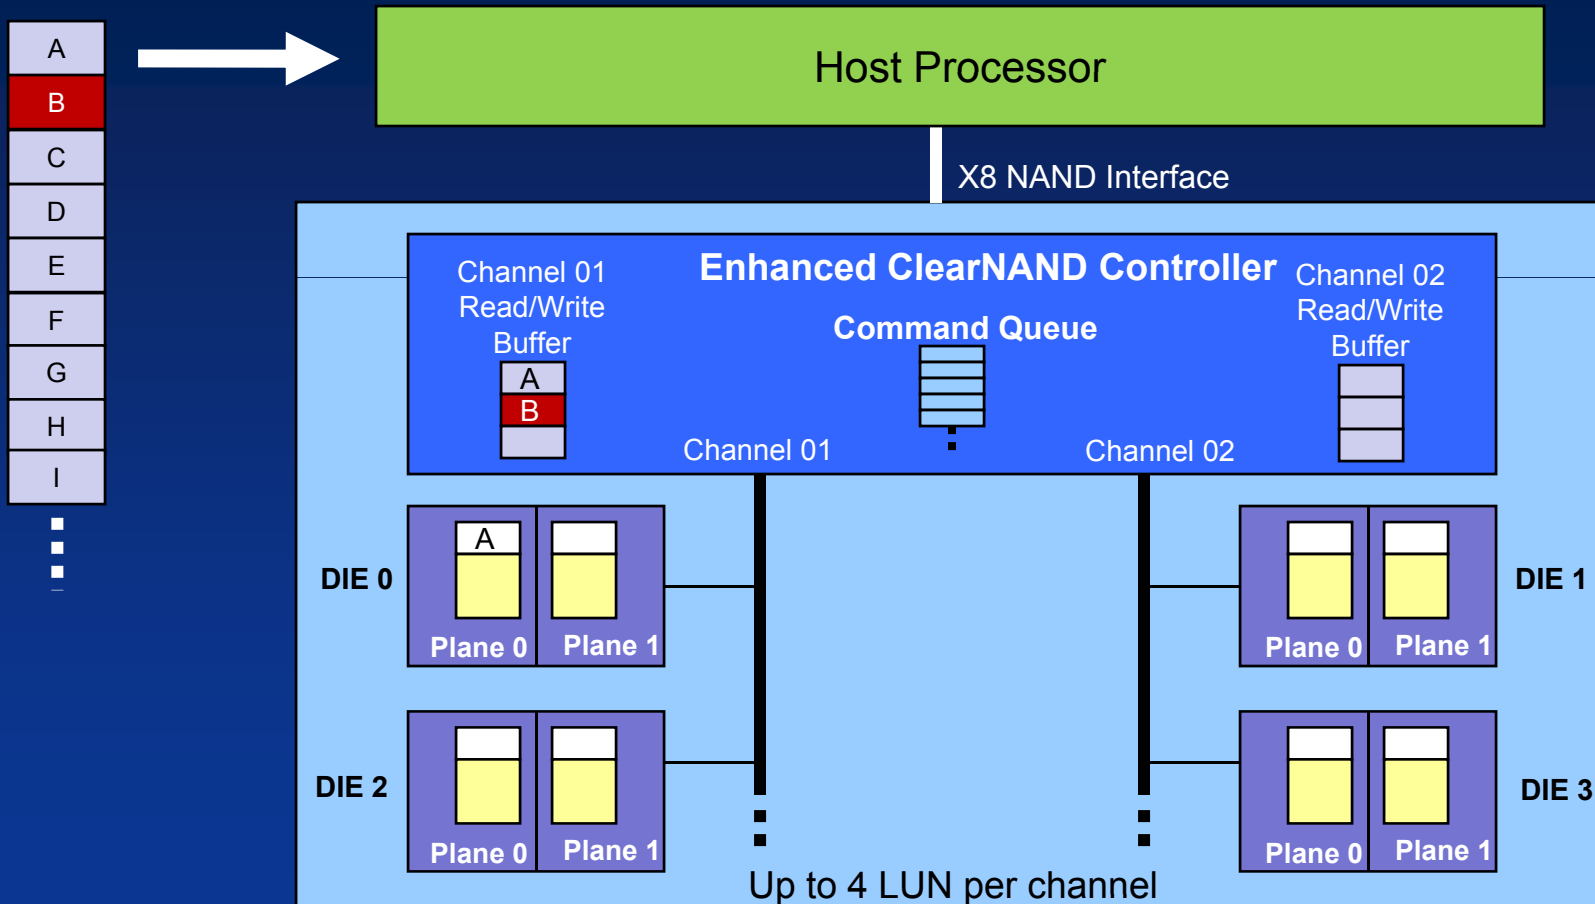 A
B
C
D
E
F
G
H
I
Host Processor
X8 NAND Interface
Enhanced ClearNAND Controller
Channel 01
Read/Write
Buffer
A
B
Command Queue
Channel 02
Read/Write
Buffer
Channel 01
Channel 02
DIE 0
A
Plane 0
Plane 1
Plane 0
Plane 1
DIE 1
DIE 2
Plane 0
Plane 1
Plane 0
Plane 1
DIE 3
Up to 4 LUN per channel